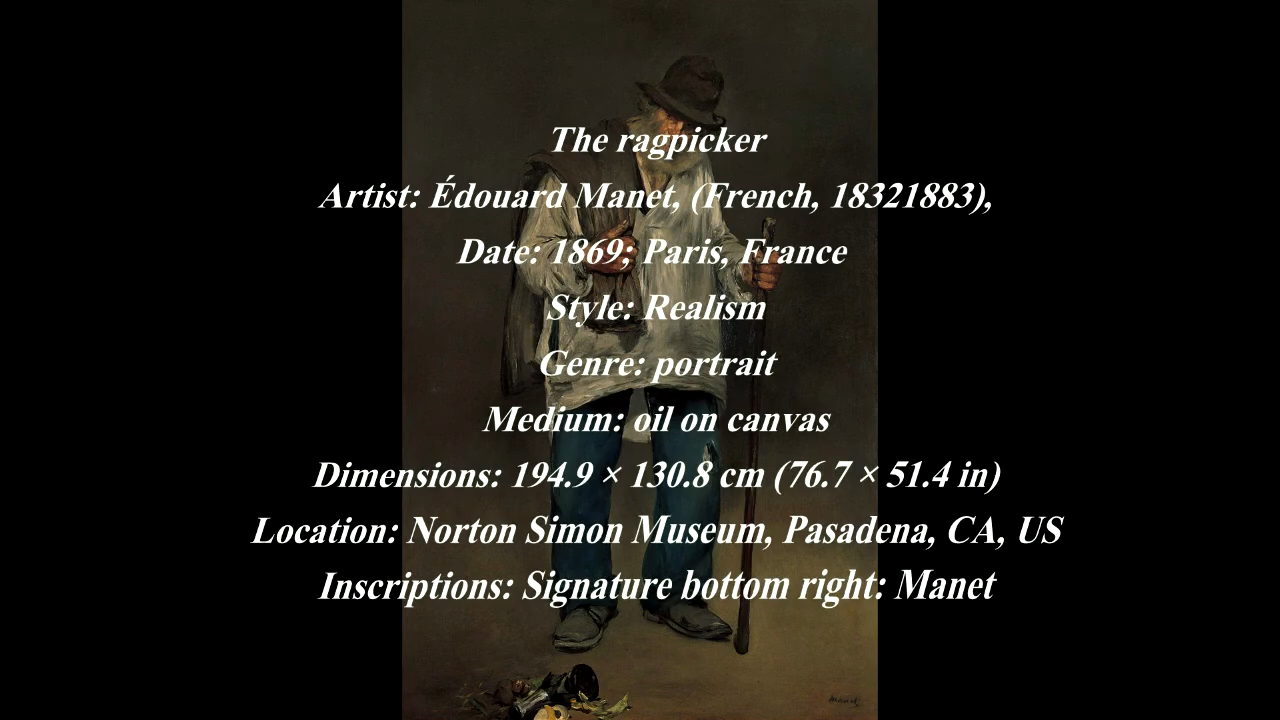 The ragpicker
Artist: Édouard Manet, (French, 18321883),
Date: 1869; Paris, France
Style: Realism
Genre: portrait
Medium: oil on canvas
Dimensions: 194.9 × 130.8 cm (76.7 × 51.4 in)
Location: Norton Simon Museum, Pasadena, CA, US
Inscriptions: Signature bottom right: Manet
Manet